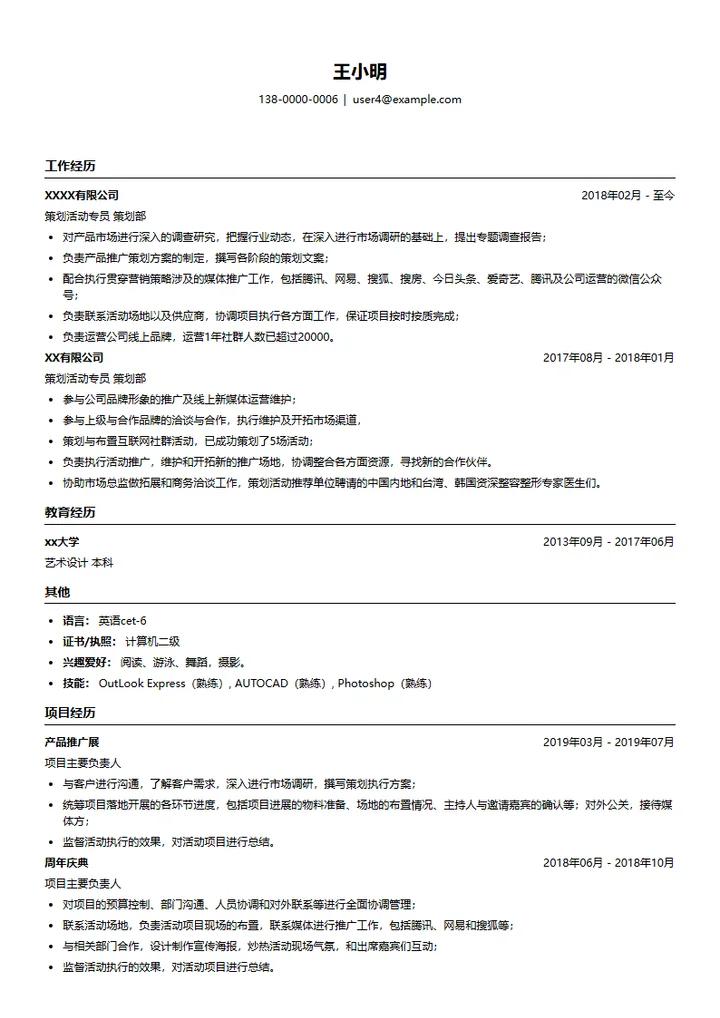 王小明
138-0000-0006 | user4@example.com
工作经历
XXXX有限公司 2018年02月 - 至今
策划活动专员 策划部
• 对产品市场进行深入的调查研究，把握行业动态，在深入进行市场调研的基础上，提出专题调查报告；
• 负责产品推广策划方案的制定，撰写各阶段的策划文案；
• 配合执行贯穿营销策略涉及的媒体推广工作，包括腾讯、网易、搜狐、搜房、今日头条、爱奇艺、腾讯及公司运营的微信公众
号；
• 负责联系活动场地以及供应商，协调项目执行各方面工作，保证项目按时按质完成；
• 负责运营公司线上品牌，运营1年社群人数已超过20000。
XX有限公司 2017年08月 - 2018年01月
策划活动专员 策划部
• 参与公司品牌形象的推广及线上新媒体运营维护；
• 参与上级与合作品牌的洽谈与合作，执行维护及开拓市场渠道，
• 策划与布置互联网社群活动，已成功策划了5场活动；
• 负责执行活动推广，维护和开拓新的推广场地，协调整合各方面资源，寻找新的合作伙伴。
• 协助市场总监做拓展和商务洽谈工作，策划活动推荐单位聘请的中国内地和台湾、韩国资深整容整形专家医生们。
教育经历
xx大学 2013年09月 - 2017年06月
艺术设计 本科
其他
• 语言： 英语cet-6
• 证书/执照： 计算机二级
• 兴趣爱好： 阅读、游泳、舞蹈，摄影。
• 技能： OutLook Express（熟练）, AUTOCAD（熟练）, Photoshop（熟练）
项目经历
产品推广展 2019年03月 - 2019年07月
项目主要负责人
• 与客户进行沟通，了解客户需求，深入进行市场调研，撰写策划执行方案；
• 统筹项目落地开展的各环节进度，包括项目进展的物料准备、场地的布置情况、主持人与邀请嘉宾的确认等；对外公关，接待媒
体方；
• 监督活动执行的效果，对活动项目进行总结。
周年庆典 2018年06月 - 2018年10月
项目主要负责人
• 对项目的预算控制、部门沟通、人员协调和对外联系等进行全面协调管理；
• 联系活动场地，负责活动项目现场的布置，联系媒体进行推广工作，包括腾讯、网易和搜狐等；
• 与相关部门合作，设计制作宣传海报，炒热活动现场气氛，和出席嘉宾们互动；
• 监督活动执行的效果，对活动项目进行总结。